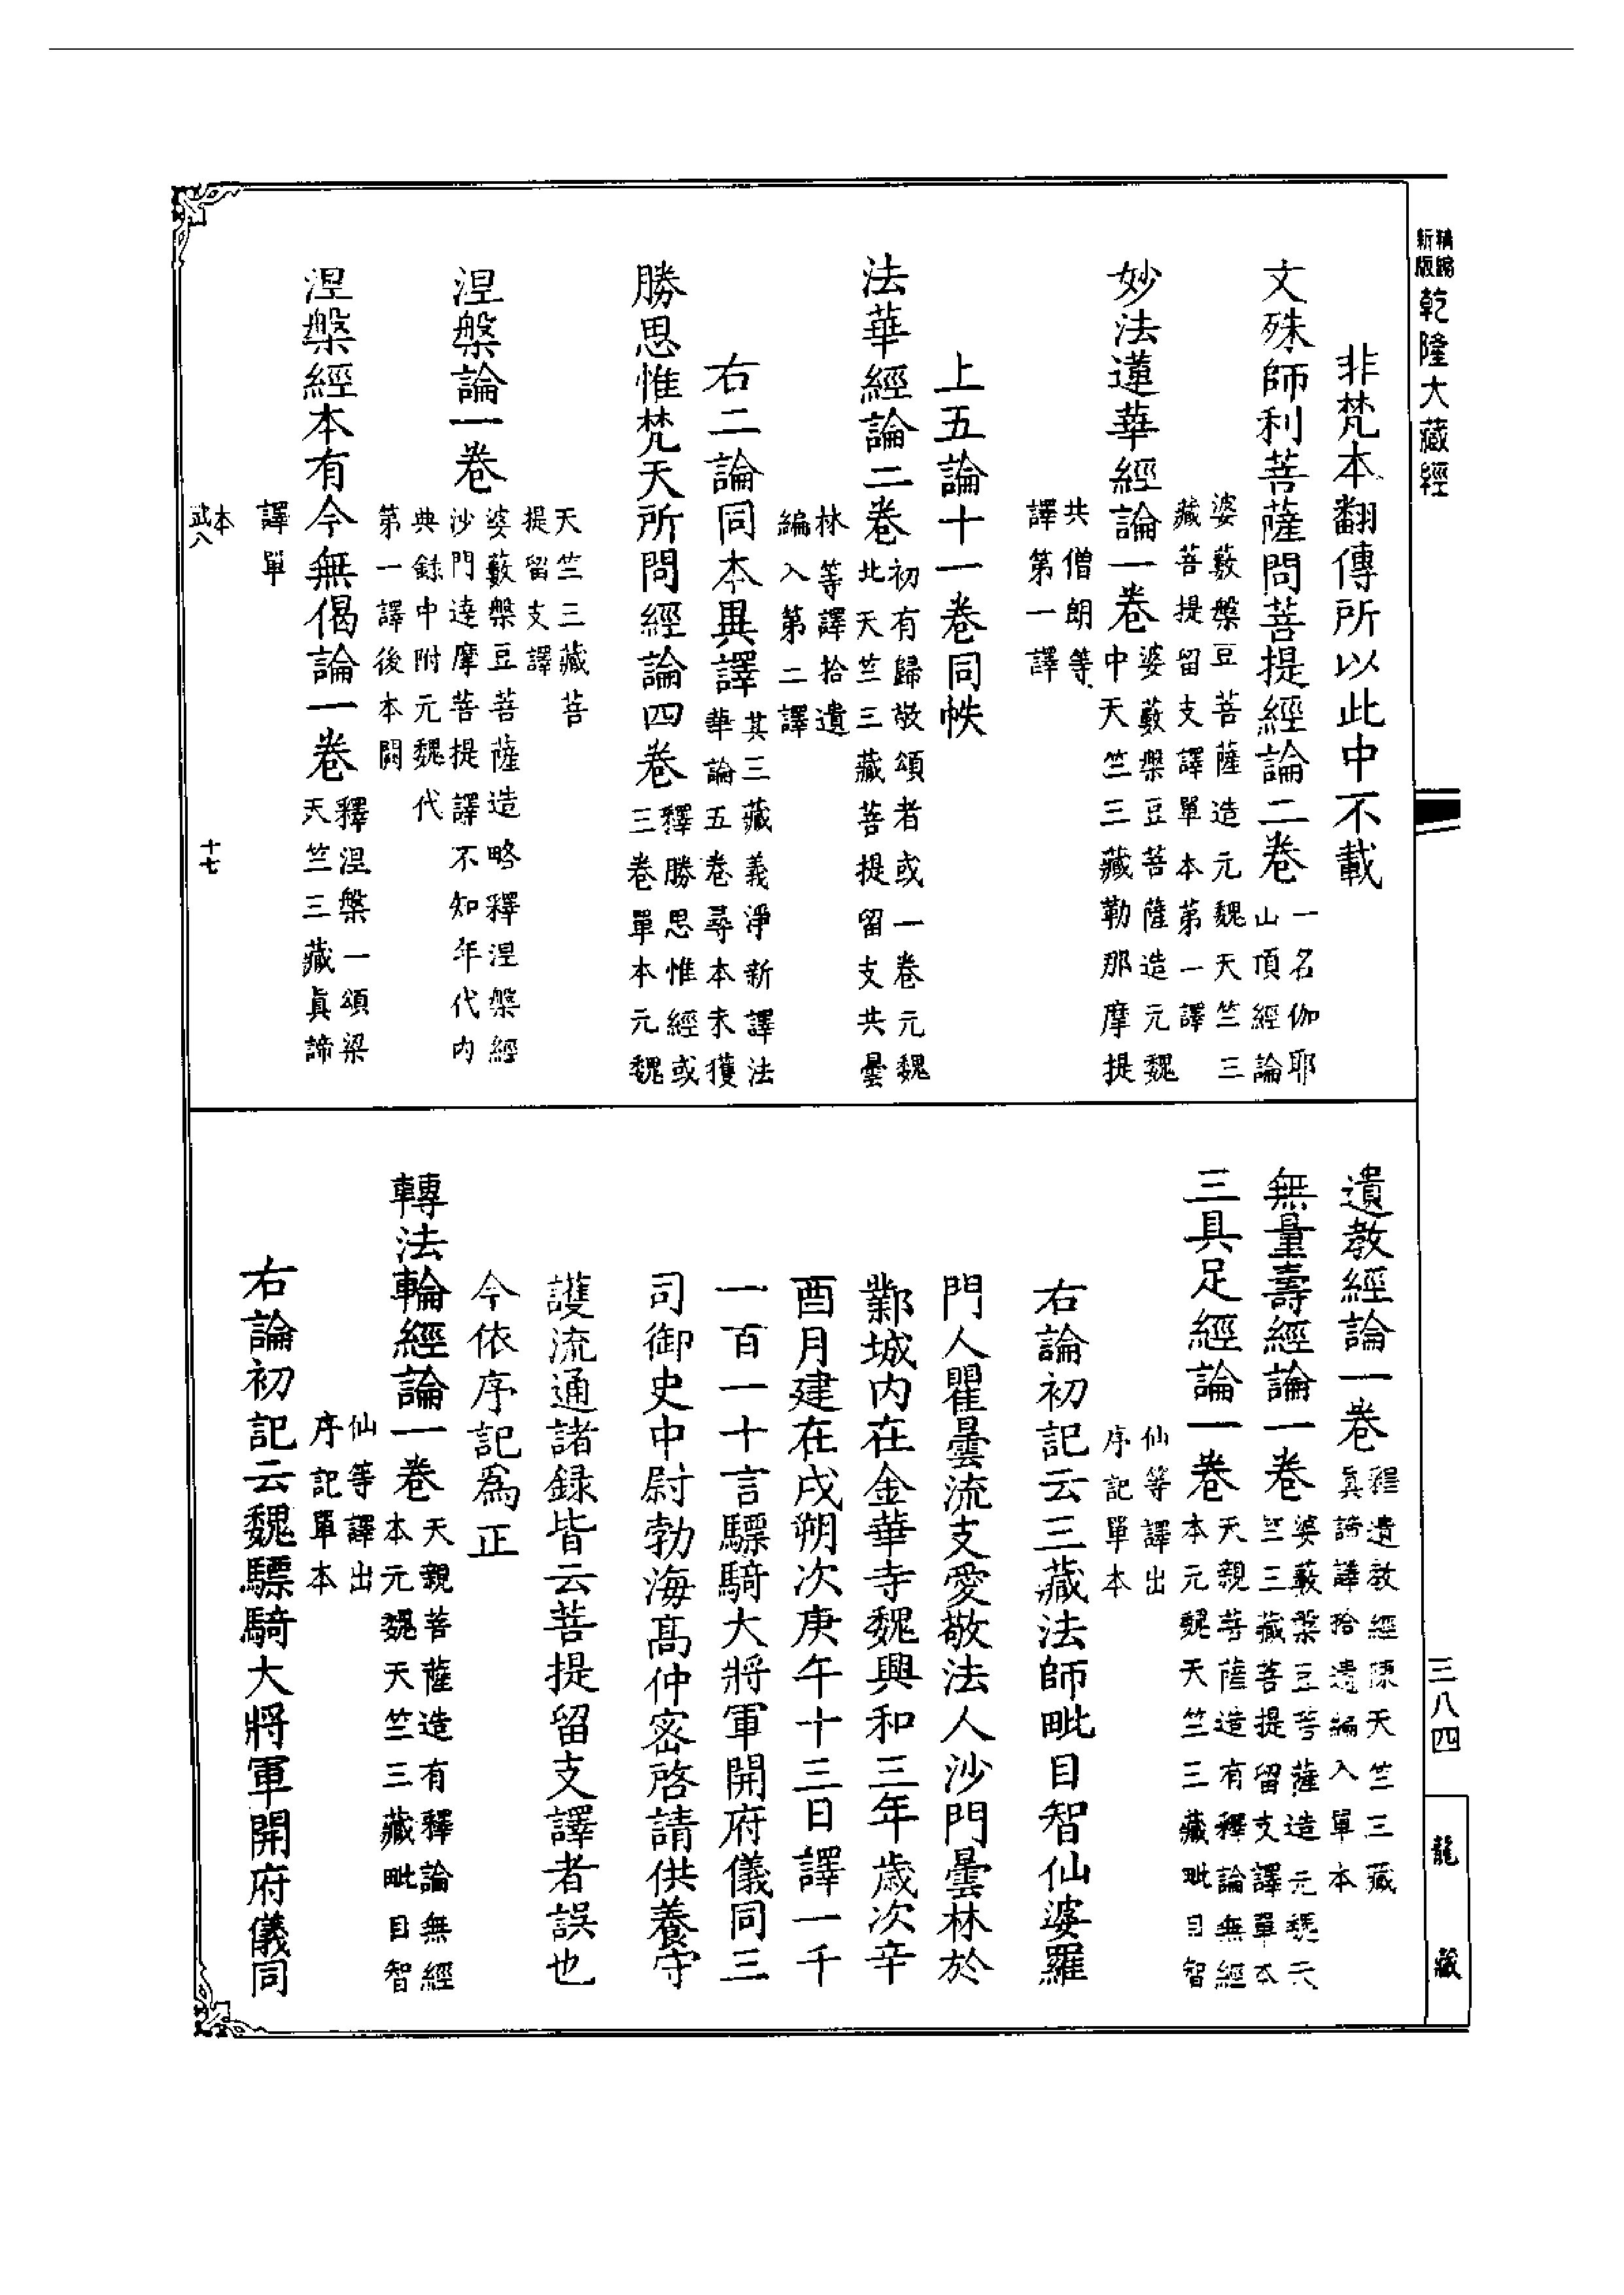 精編
新版
乾隆大藏經
非梵本翻傳所以此中不載
文殊師利菩薩問菩提經論二卷
一名伽耶
山頂經論
婆藪槃豆菩薩造元魏天竺三
藏菩提留支譯單本第一譯
妙法蓮華經論一卷
婆藪槃豆菩薩造元魏
中天竺三藏勒那摩提
共僧朗等
譯第一譯
上五論十一卷同帙
法華經論二卷
初有歸敬頌者或一卷元魏
北天竺三藏菩提留支共曇
林等譯拾遺
編入第二譯
右二論同本異譯
其三藏義淨新譯法
華論五卷尋本未獲
勝思惟梵天所問經論四卷
釋勝思惟經或
三卷單本元魏
天竺三藏菩
提留支譯
涅槃論一卷
婆藪槃豆菩薩造略釋涅槃經
沙門達摩菩提譯不知年代內
典錄中附元魏代
第一譯後本闕
涅槃經本有今無偈論一卷
釋涅槃一頌梁
天竺三藏真諦
譯單
本
武八
十七
遺教經論一卷
釋遺教經陳天竺三藏
真諦譯拾遺編入單本
無量壽經論一卷
婆藪槃豆菩薩造元魏天
竺三藏菩提留支譯單本
三具足經論一卷
天親菩薩造有釋論無經
本元魏天竺三藏毗目智
仙等譯出
序記單本
右論初記云三藏法師毗目智仙婆羅
門人瞿曇流支愛敬法人沙門曇林於
鄴城內在金華寺魏興和三年歲次辛
酉月建在戌朔次庚午十三日譯一千
一百一十言驃騎大將軍開府儀同三
司御史中尉勃海高仲密啓請供養守
護流通諸錄皆云菩提留支譯者誤也
今依序記為正
轉法輪經論一卷
天親菩薩造有釋論無經
本元魏天竺三藏毗目智
仙等譯出
序記單本
右論初記云魏驃騎大將軍開府儀同
三八四
龍
藏